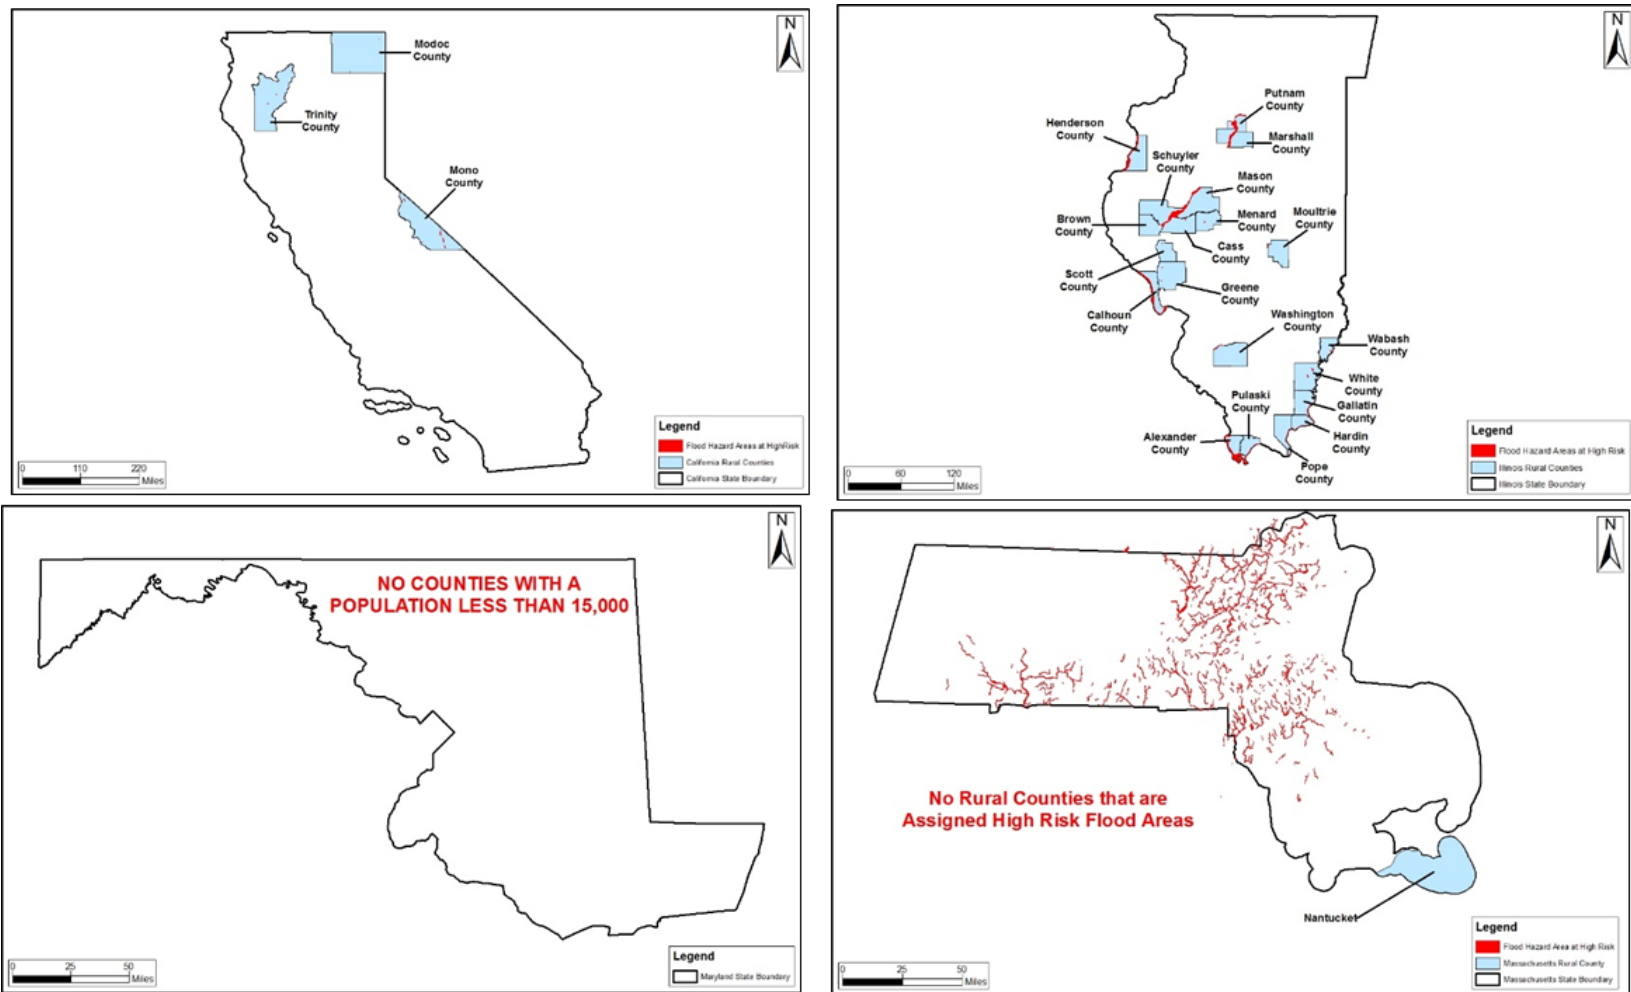 N
Modoc
County
Trinity
County
Mono
County
Legend
Flood Hazard Areas at HighRisk
California Rural Counties
California State Boundary
0 110 220
Miles
N
Putnam
County
Henderson
County
Marshall
County
Schuyler
County
Mason
County
Brown
County
Menard
County
Moultrie
County
Cass
County
Scott
County
Greene
County
Calhoun
County
Washington
County
Wabash
County
White
County
Pulaski
County
Gallatin
County
Alexander
County
Hardin
County
Pope
County
Legend
Flood Hazard Areas at High Risk
Illinois Rural Counties
Illinois State Boundary
0 60 120
Miles
N
NO COUNTIES WITH A
POPULATION LESS THAN 15,000
Legend
Maryland State Boundary
0 25 50
Miles
N
No Rural Counties that are
Assigned High Risk Flood Areas
Nantucket
Legend
Flood Hazard Area at High Risk
Massachusetts Rural County
Massachusetts State Boundary
0 25 50
Miles